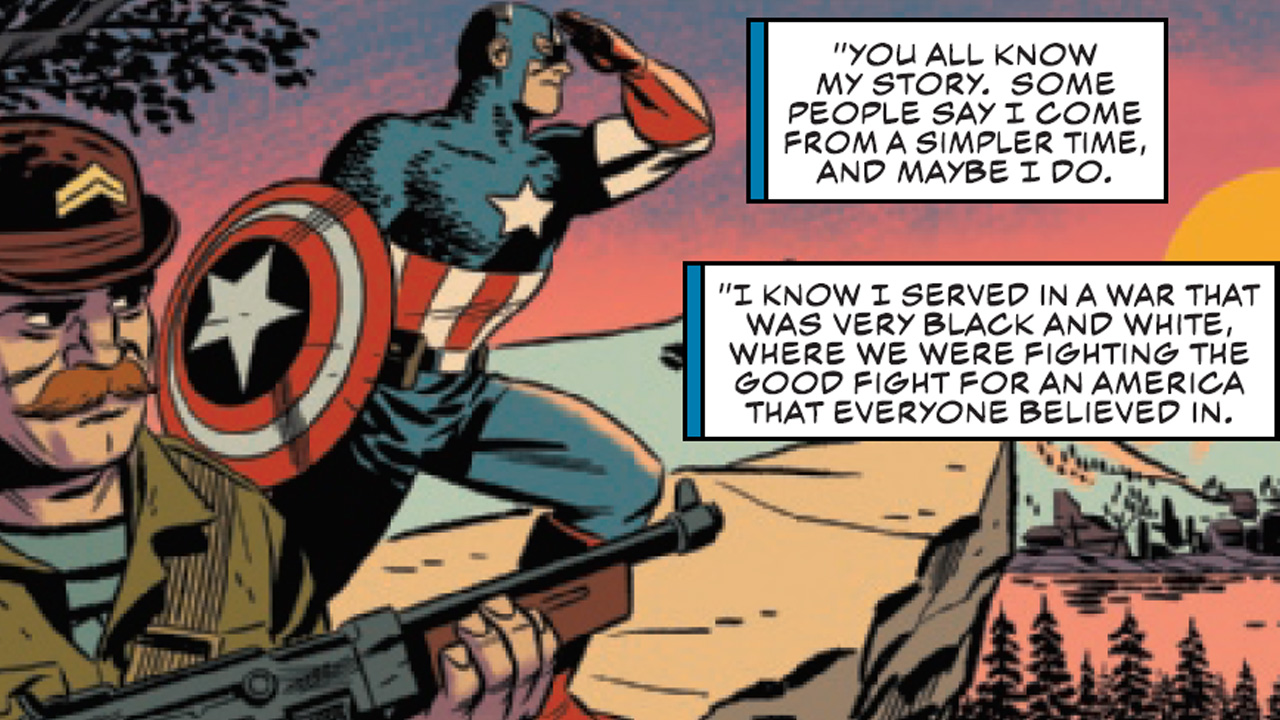 "YOU ALL KNOW
MY STORY. SOME
PEOPLE SAY I COME
FROM A SIMPLER TIME,
AND MAYBE I DO.
"I KNOW I SERVED IN A WAR THAT
WAS VERY BLACK AND WHITE,
WHERE WE WERE FIGHTING THE
GOOD FIGHT FOR AN AMERICA
THAT EVERYONE BELIEVED IN.